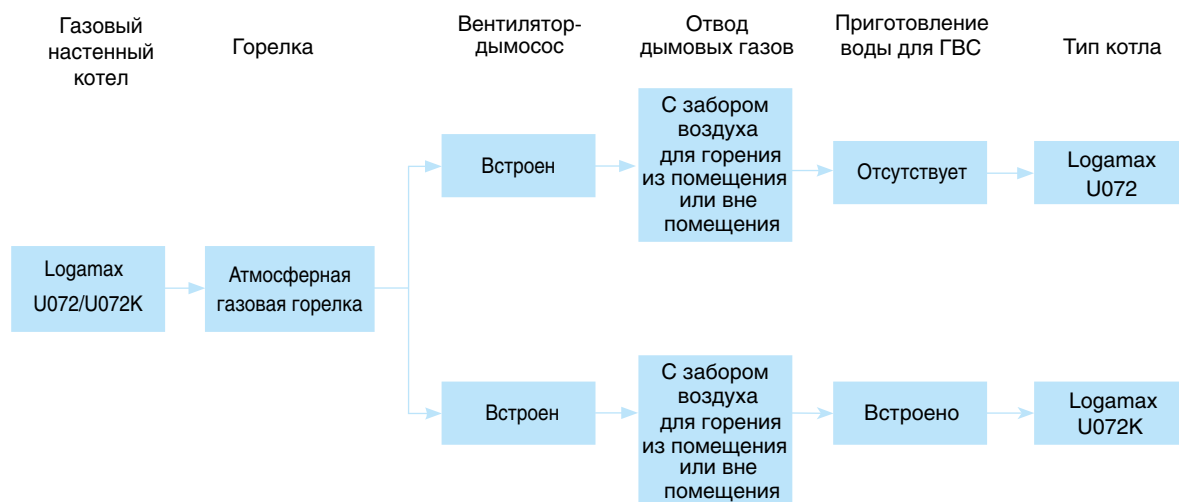 Газовый
настенный
котел
Горелка
Вентилятор-
дымосос
Отвод
дымовых газов
Приготовление
воды для ГВС
Тип котла
Logamax
U072/U072K
Атмосферная
газовая горелка
Встроен
С забором
воздуха
для горения
из помещения
или вне
помещения
Отсутствует
Logamax
U072
Встроен
С забором
воздуха
для горения
из помещения
или вне
помещения
Встроено
Logamax
U072K